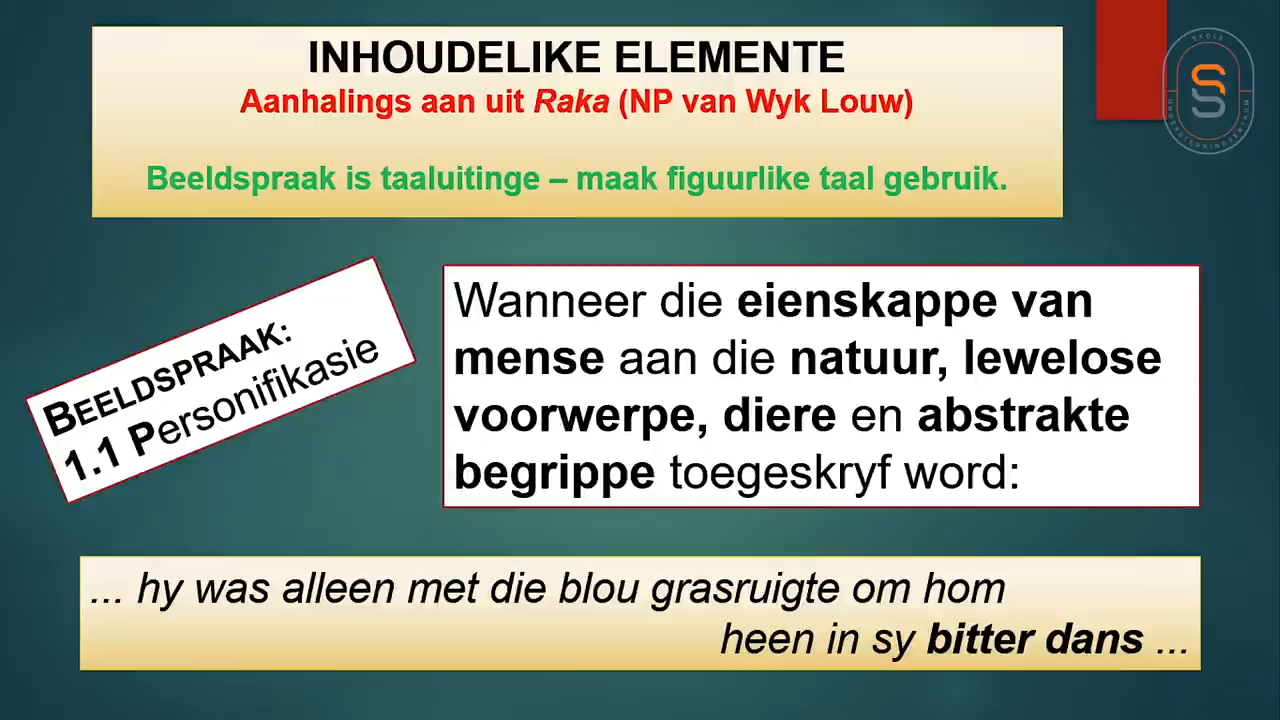 INHOUDELIKE ELEMENTE
Aanhalings aan uit Raka (NP van Wyk Louw)
Beeldspraak is taaluitinge – maak figuurlike taal gebruik.
BEELDSPRAAK:
1.1 Personifikasie
Wanneer die eienskappe van
mense aan die natuur, lewelose
voorwerpe, diere en abstrakte
begrippe toegeskryf word:
... hy was alleen met die blou grasruigte om hom
heen in sy bitter dans ...
SKOLE
ONDERSTEUNINGSENTRUM